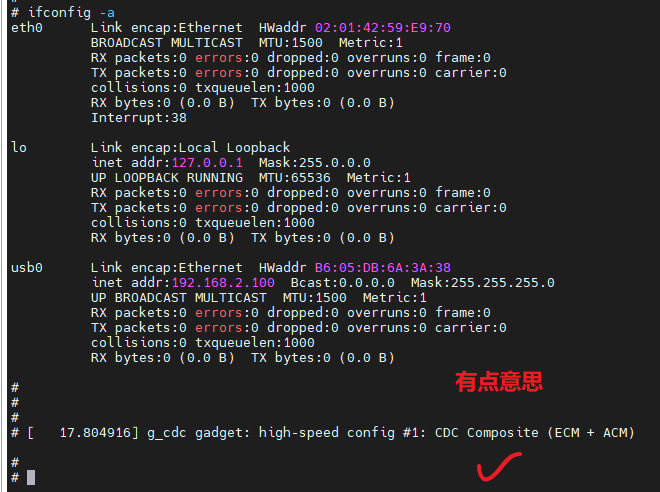 #
# ifconfig -a
eth0      Link encap:Ethernet  HWaddr 02:01:42:59:E9:70
          BROADCAST MULTICAST  MTU:1500  Metric:1
          RX packets:0 errors:0 dropped:0 overruns:0 frame:0
          TX packets:0 errors:0 dropped:0 overruns:0 carrier:0
          collisions:0 txqueuelen:1000
          RX bytes:0 (0.0 B)  TX bytes:0 (0.0 B)
          Interrupt:38
lo        Link encap:Local Loopback
          inet addr:127.0.0.1  Mask:255.0.0.0
          UP LOOPBACK RUNNING  MTU:65536  Metric:1
          RX packets:0 errors:0 dropped:0 overruns:0 frame:0
          TX packets:0 errors:0 dropped:0 overruns:0 carrier:0
          collisions:0 txqueuelen:1000
          RX bytes:0 (0.0 B)  TX bytes:0 (0.0 B)
usb0      Link encap:Ethernet  HWaddr B6:05:DB:6A:3A:38
          inet addr:192.168.2.100  Bcast:0.0.0.0  Mask:255.255.255.0
          UP BROADCAST MULTICAST  MTU:1500  Metric:1
          RX packets:0 errors:0 dropped:0 overruns:0 frame:0
          TX packets:0 errors:0 dropped:0 overruns:0 carrier:0
          collisions:0 txqueuelen:1000
          RX bytes:0 (0.0 B)  TX bytes:0 (0.0 B)
有点意思
#
#
#
# [   17.804916] g_cdc gadget: high-speed config #1: CDC Composite (ECM + ACM)
#
#